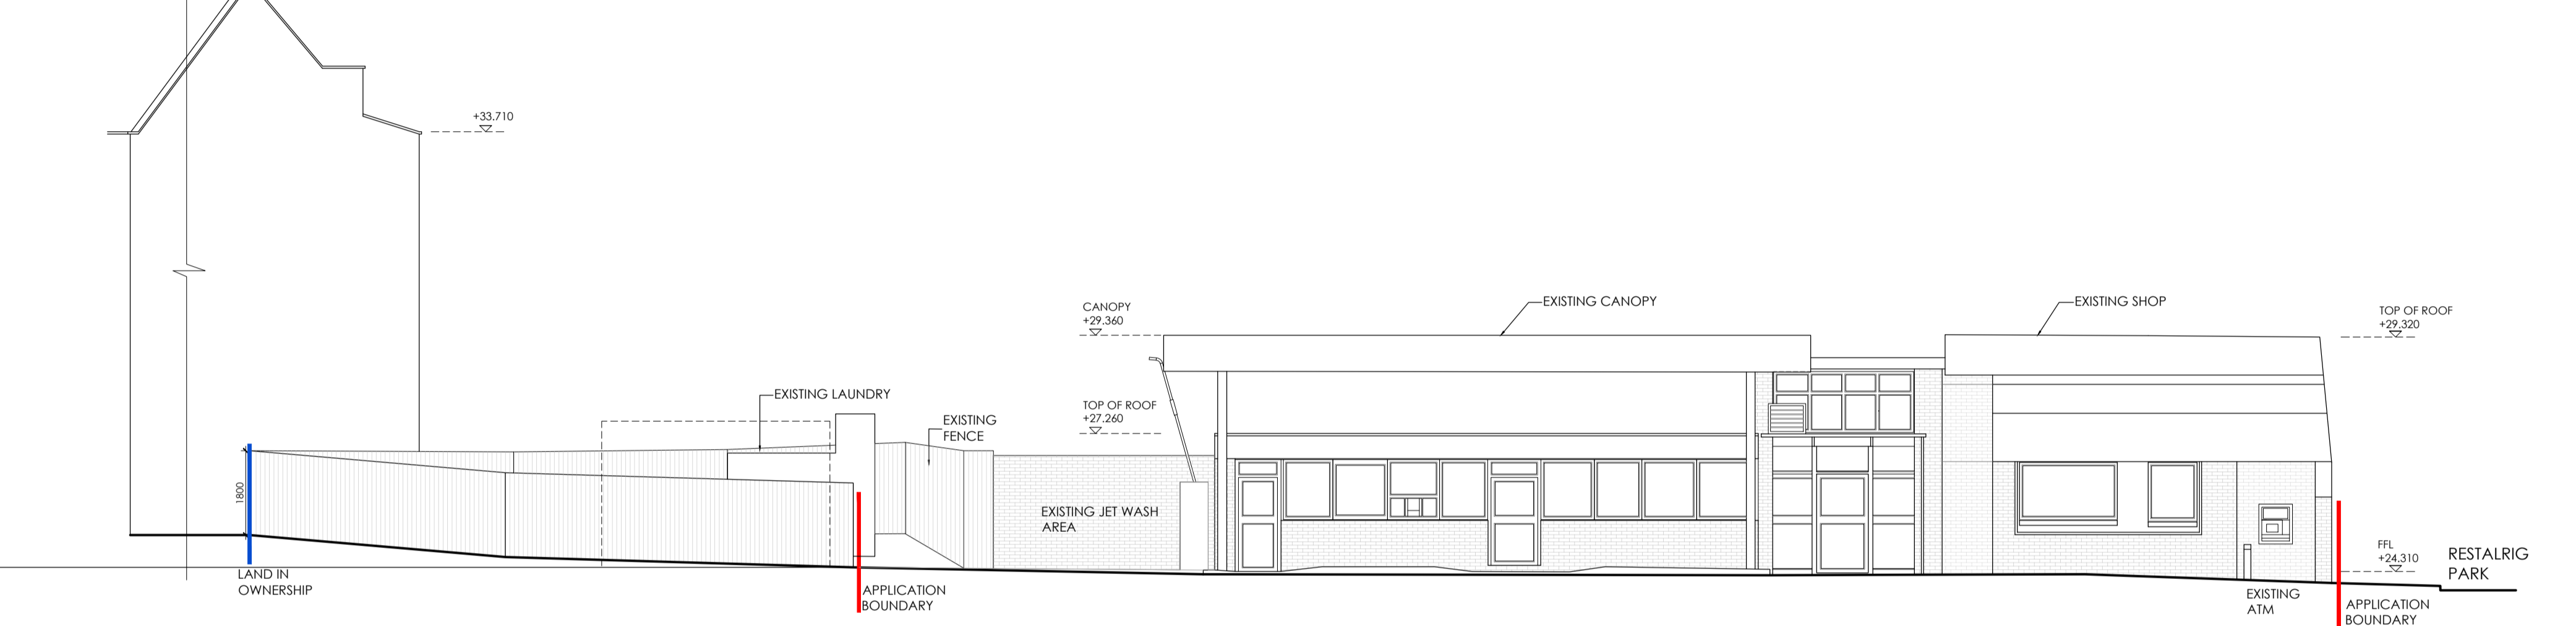 +33.710
CANOPY
+29.360
EXISTING CANOPY
EXISTING SHOP
TOP OF ROOF
+29.320
EXISTING LAUNDRY
EXISTING
FENCE
TOP OF ROOF
+27.260
1800
EXISTING JET WASH
AREA
FFL
+24.310
RESTALRIG
PARK
LAND IN
OWNERSHIP
APPLICATION
BOUNDARY
EXISTING
ATM
APPLICATION
BOUNDARY